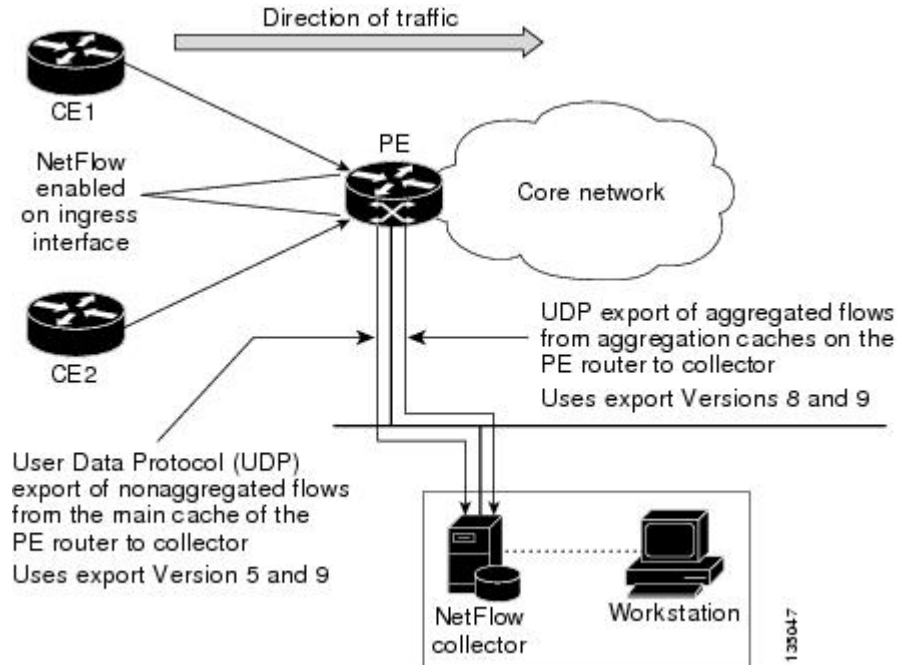 Direction of traffic
CE1
PE
NetFlow
enabled
on ingress
interface
Core network
CE2
UDP export of aggregated flows
from aggregation caches on the
PE router to collector
Uses export Versions 8 and 9
User Data Protocol (UDP)
export of nonaggregated flows
from the main cache of the
PE router to collector
Uses export Version 5 and 9
NetFlow
collector
Workstation
135047